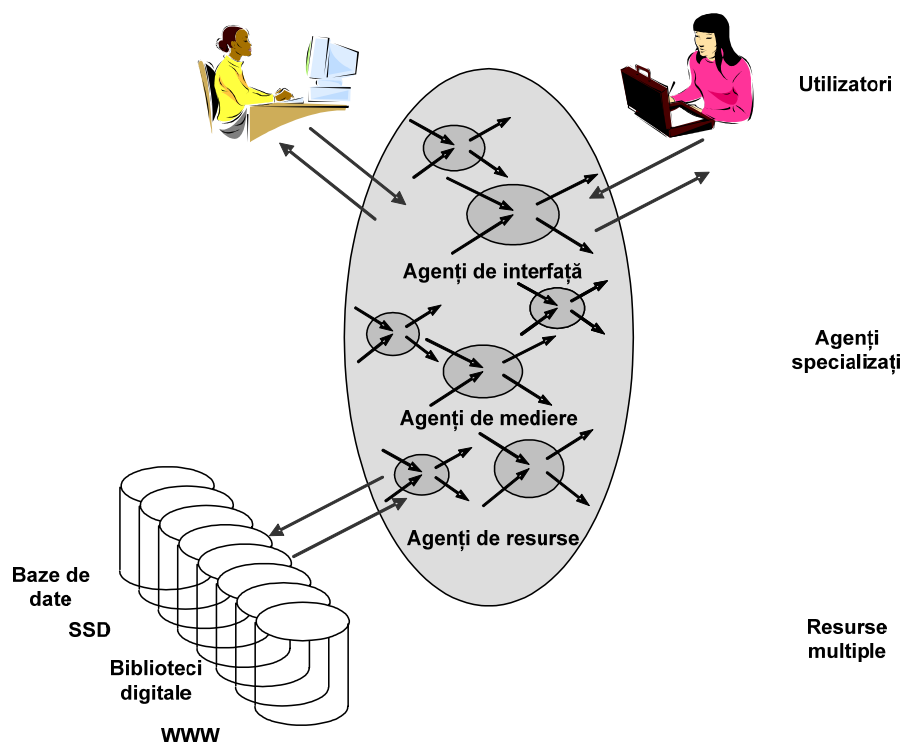 Utilizatori
Agenți de interfață
Agenți
specializați
Agenți de mediere
Agenți de resurse
Baze de
date
SSD
Biblioteci
digitale
WWW
Resurse
multiple